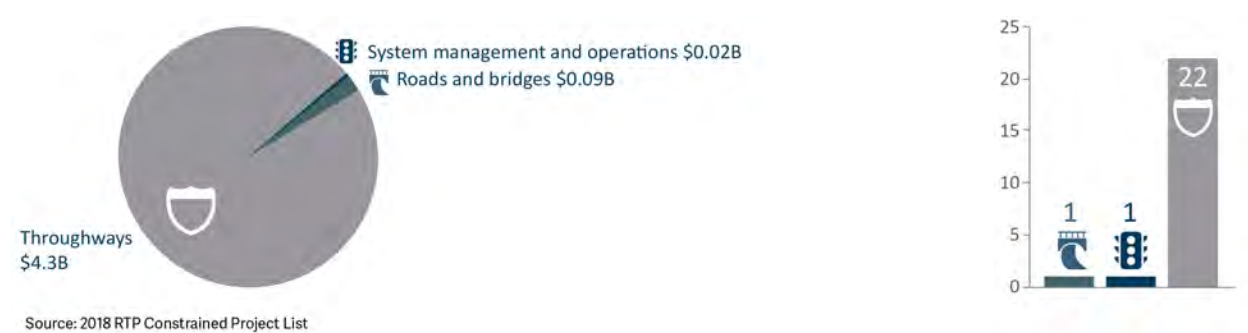 System management and operations $0.02B
Roads and bridges $0.09B
Throughways
$4.3B
25
20
15
10
5
0
1
1
22
Source: 2018 RTP Constrained Project List